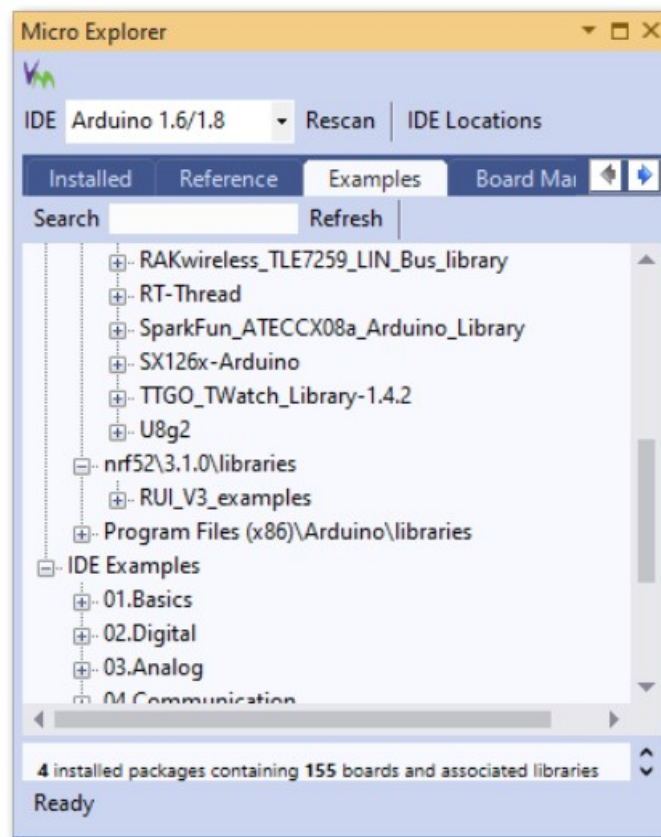 Micro Explorer
IDE Arduino 1.6/1.8 Rescan IDE Locations
Installed Reference Examples Board Mai
Search Refresh
RAKwireless_TLE7259_LIN_Bus_library
RT-Thread
SparkFun_ATECCX08a_Arduino_Library
SX126x-Arduino
TTGO_TWatch_Library-1.4.2
U8g2
nrf52\3.1.0\libraries
RUI_V3_examples
Program Files (x86)\Arduino\libraries
IDE Examples
01.Basics
02.Digital
03.Analog
04.Communication
4 installed packages containing 155 boards and associated libraries
Ready